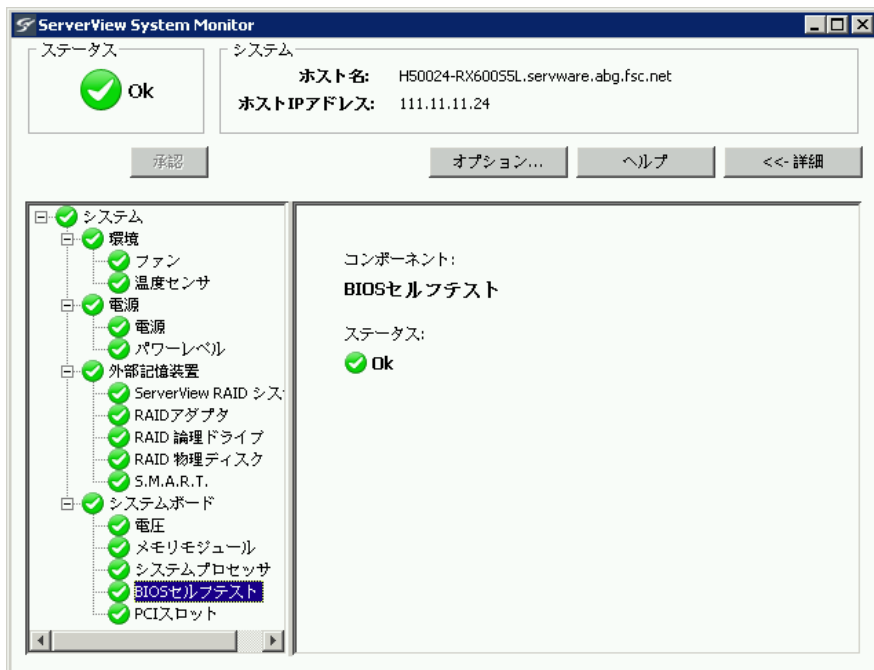 ServerView System Monitor
ステータス
Ok
システム
ホスト名: H50024-RX600S5L.servware.abg.fsc.net
ホストIPアドレス: 111.11.11.24
承認
オプション...
ヘルプ
<<- 詳細
システム
環境
ファン
温度センサ
電源
電源
パワーレベル
外部記憶装置
ServerView RAID シス
RAIDアダプタ
RAID 論理ドライブ
RAID 物理ディスク
S.M.A.R.T.
システムボード
電圧
メモリモジュール
システムプロセッサ
BIOSセルフテスト
PCIスロット
コンポーネント:
BIOSセルフテスト
ステータス:
Ok